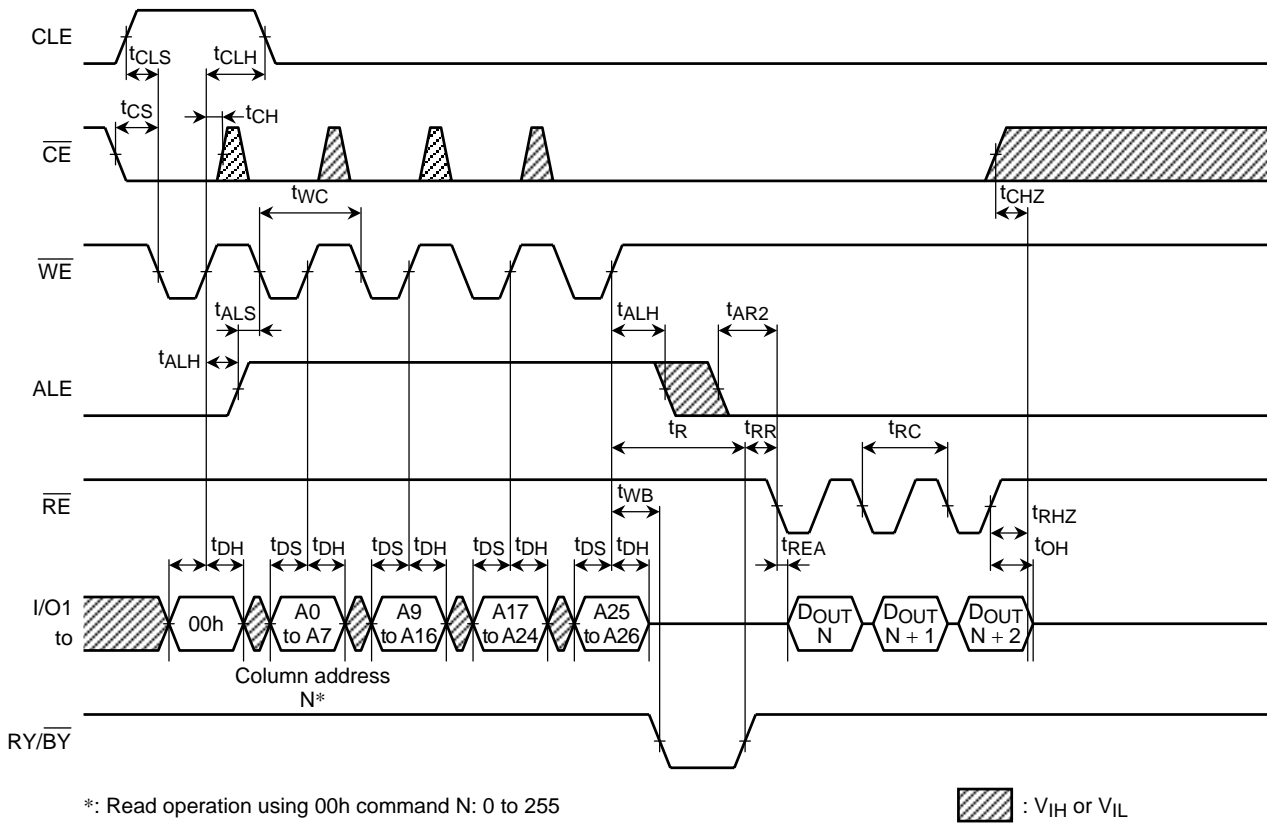 CLE
tCLS
tCLH
tCS
tCH
CE
tWC
tCHZ
WE
tALS
tALH
tAR2
tALH
ALE
tR
tRR
tRC
RE
tWB
tRHZ
tREA
tOH
tDH
tDS
tDH
tDS
tDH
tDS
tDH
tDS
tDH
I/O1
to
00h
A0
to A7
A9
to A16
A17
to A24
A25
to A26
DOUT
N
DOUT
N + 1
DOUT
N + 2
Column address
N*
RY/BY
*: Read operation using 00h command N: 0 to 255
: VIH or VIL